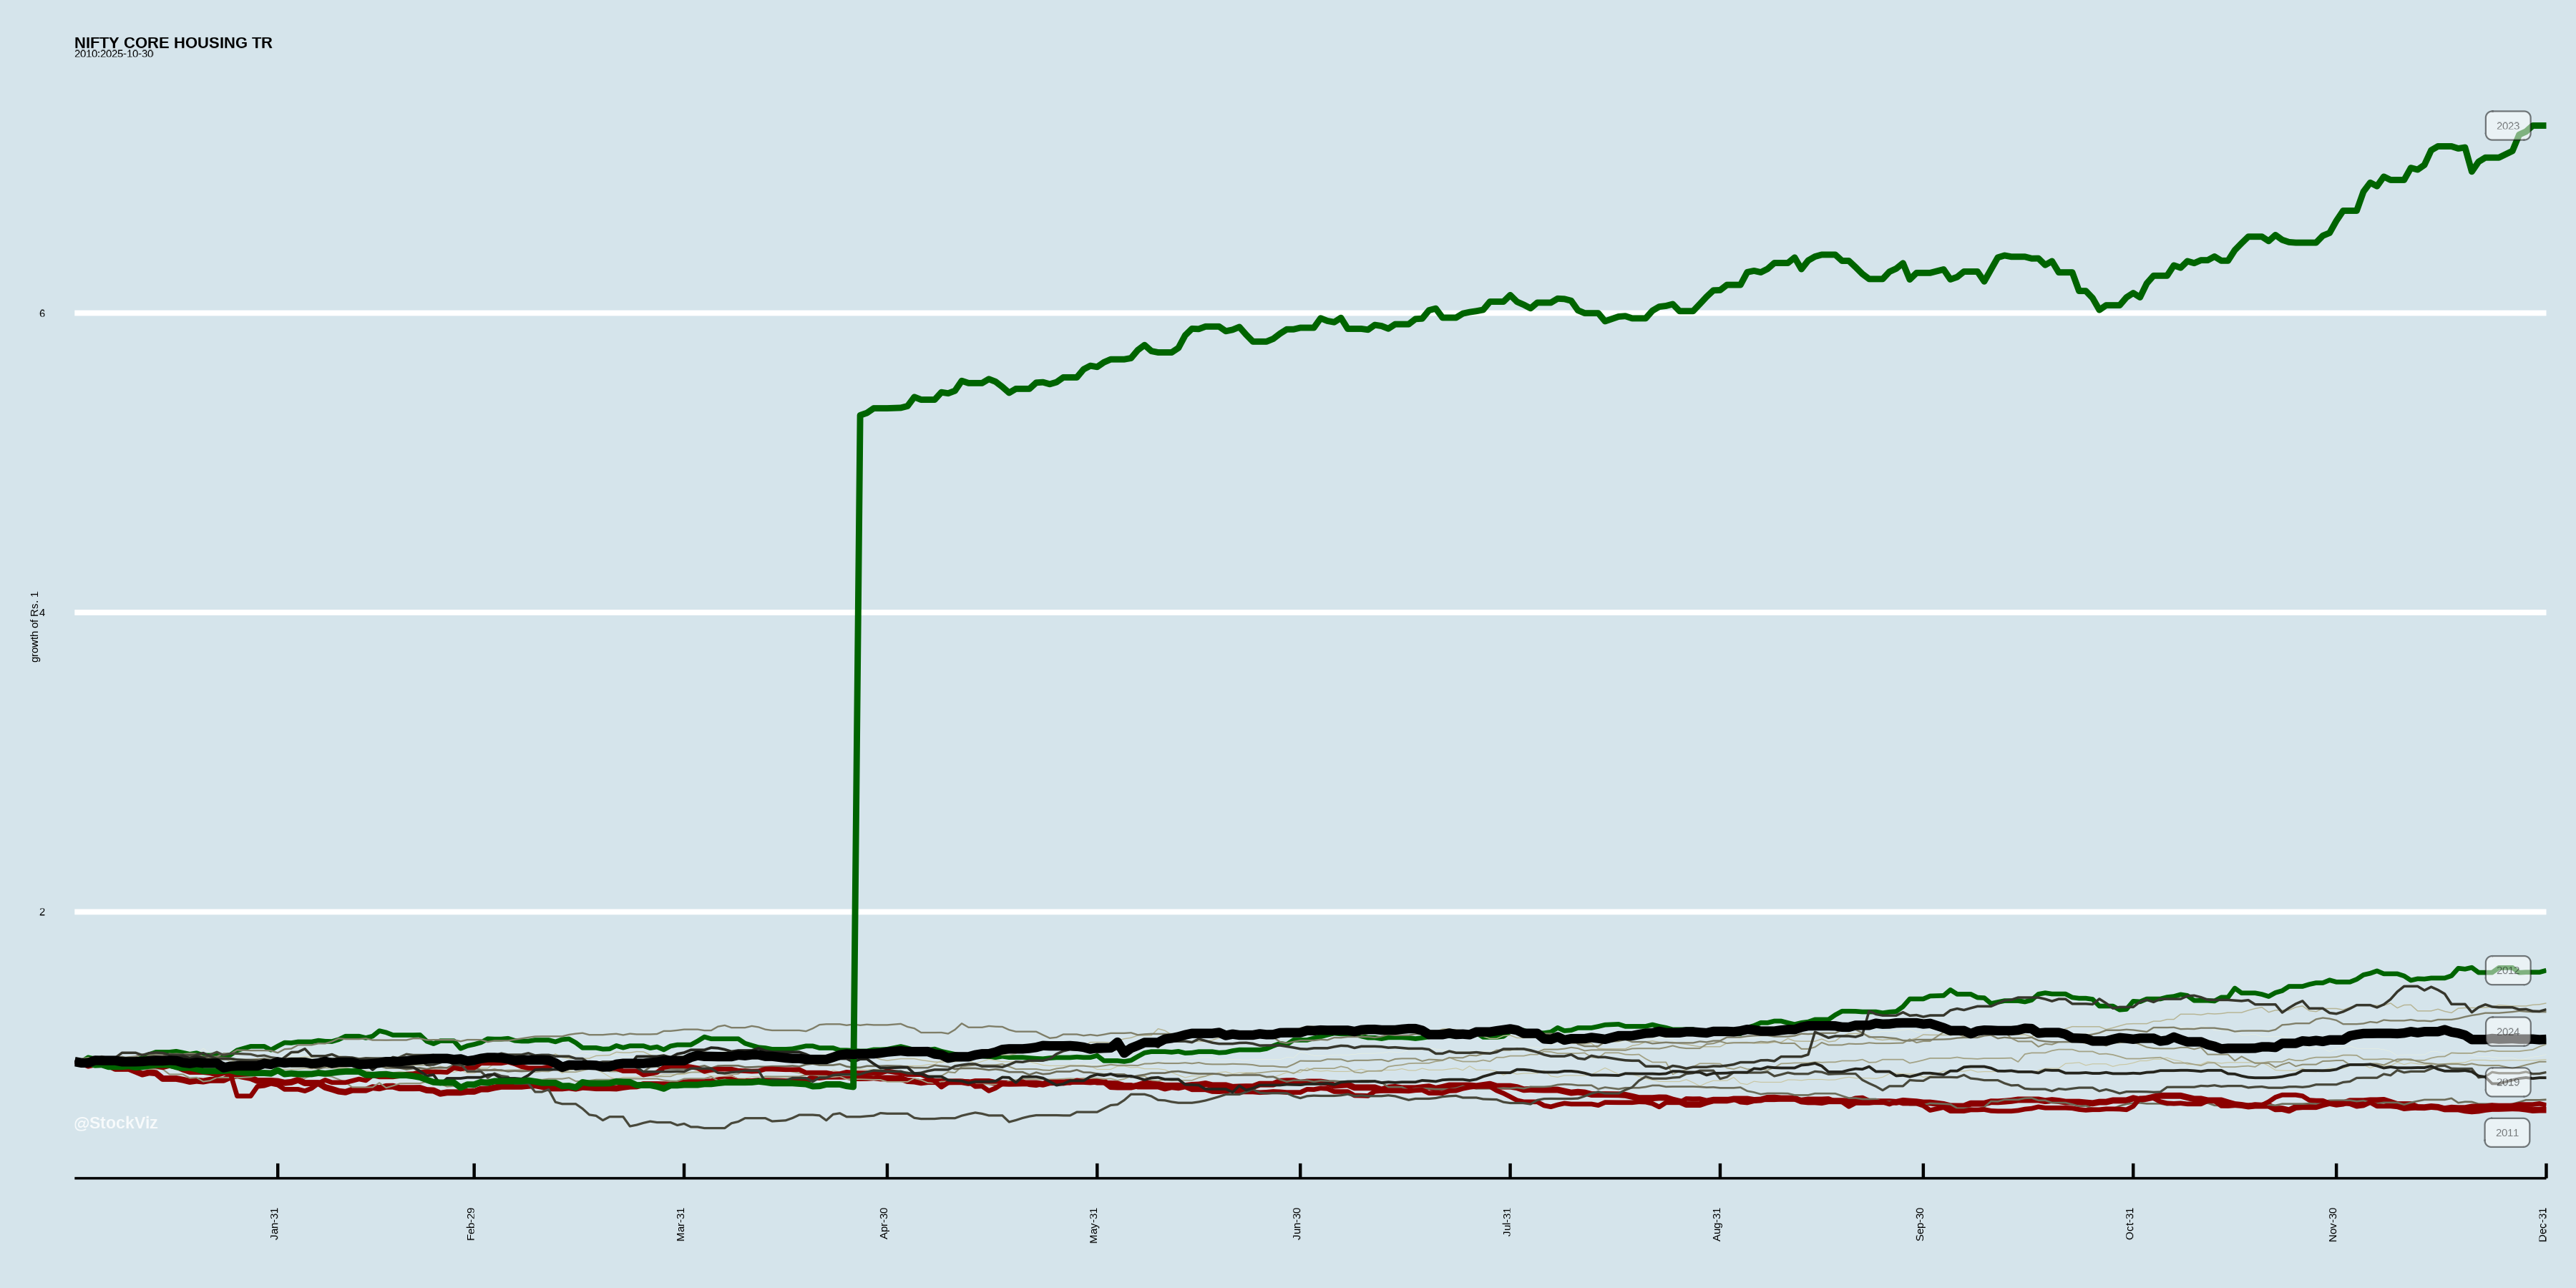 NIFTY CORE HOUSING TR
2010:2025-10-30
2023
6
growth of Rs. 1
4
2
2012
2024
2019
@StockViz
2011
Jan-31
Feb-29
Mar-31
Apr-30
May-31
Jun-30
Jul-31
Aug-31
Sep-30
Oct-31
Nov-30
Dec-31